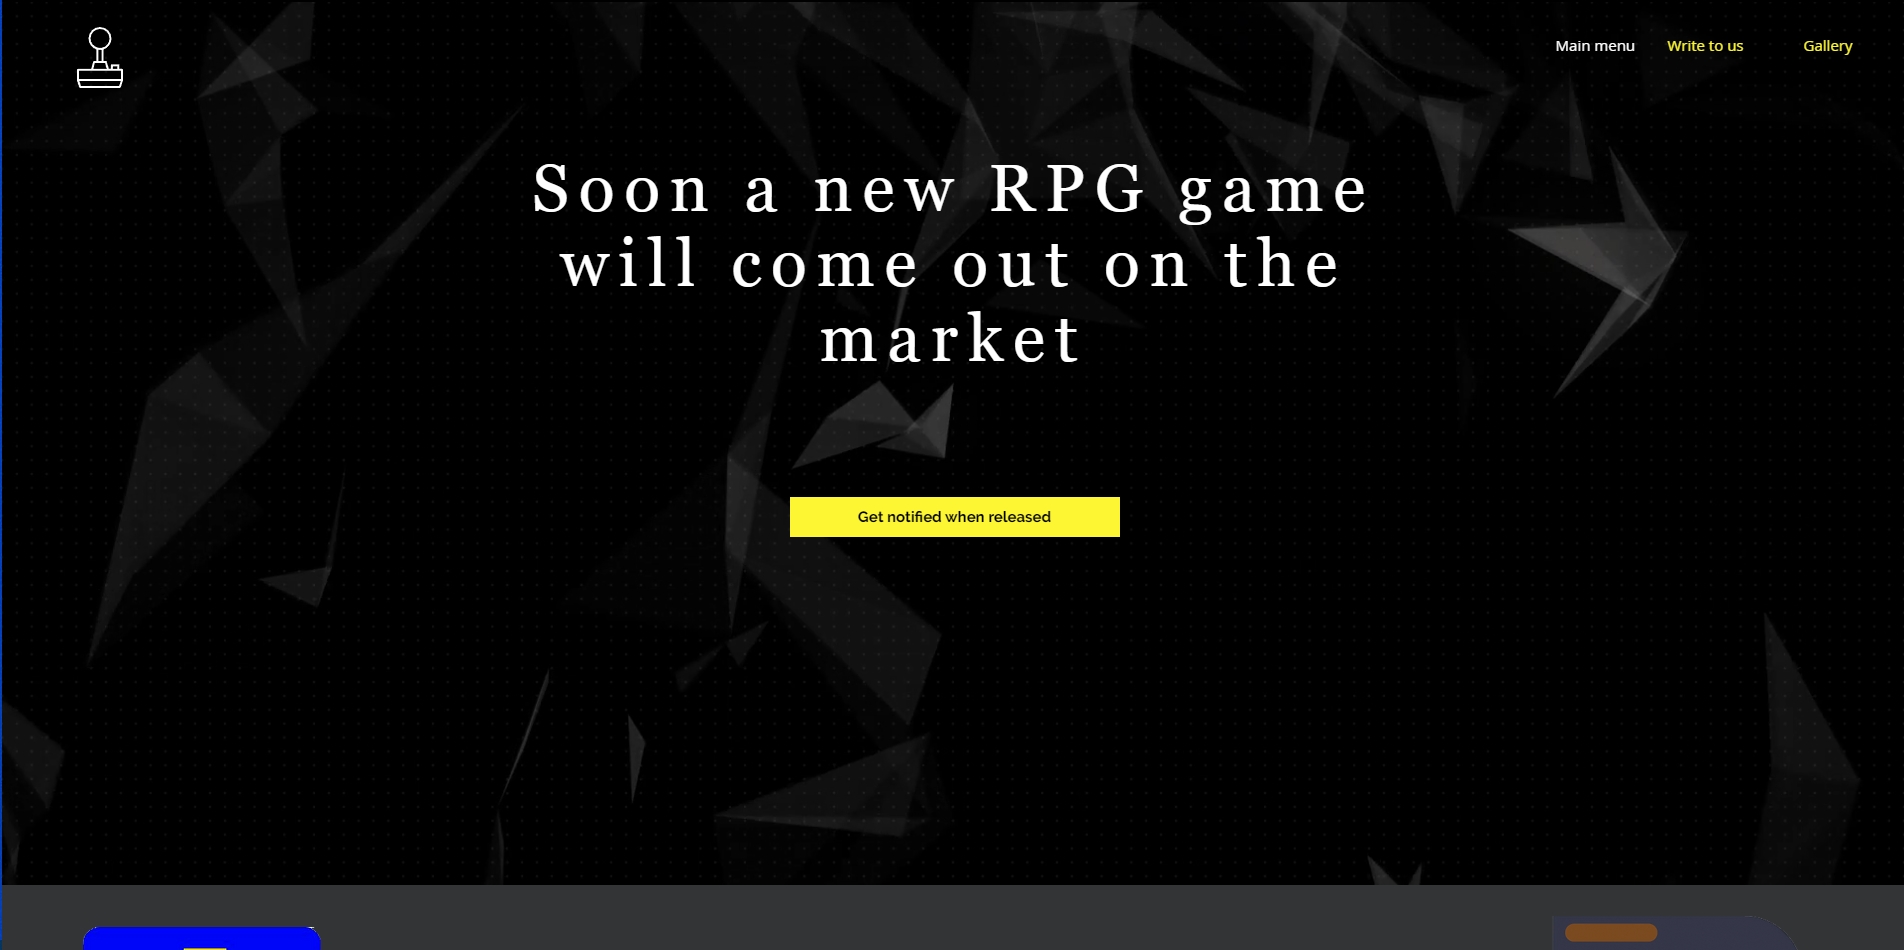 Main menu Write to us Gallery
Soon a new RPG game
will come out on the
market
Get notified when released